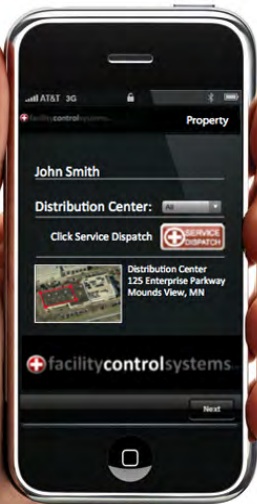 AT&T 3G
facilitycontrolsystems
Property
John Smith
Distribution Center: All
Click Service Dispatch SERVICE DISPATCH
Distribution Center
125 Enterprise Parkway
Mounds View, MN
facilitycontrolsystems
Next